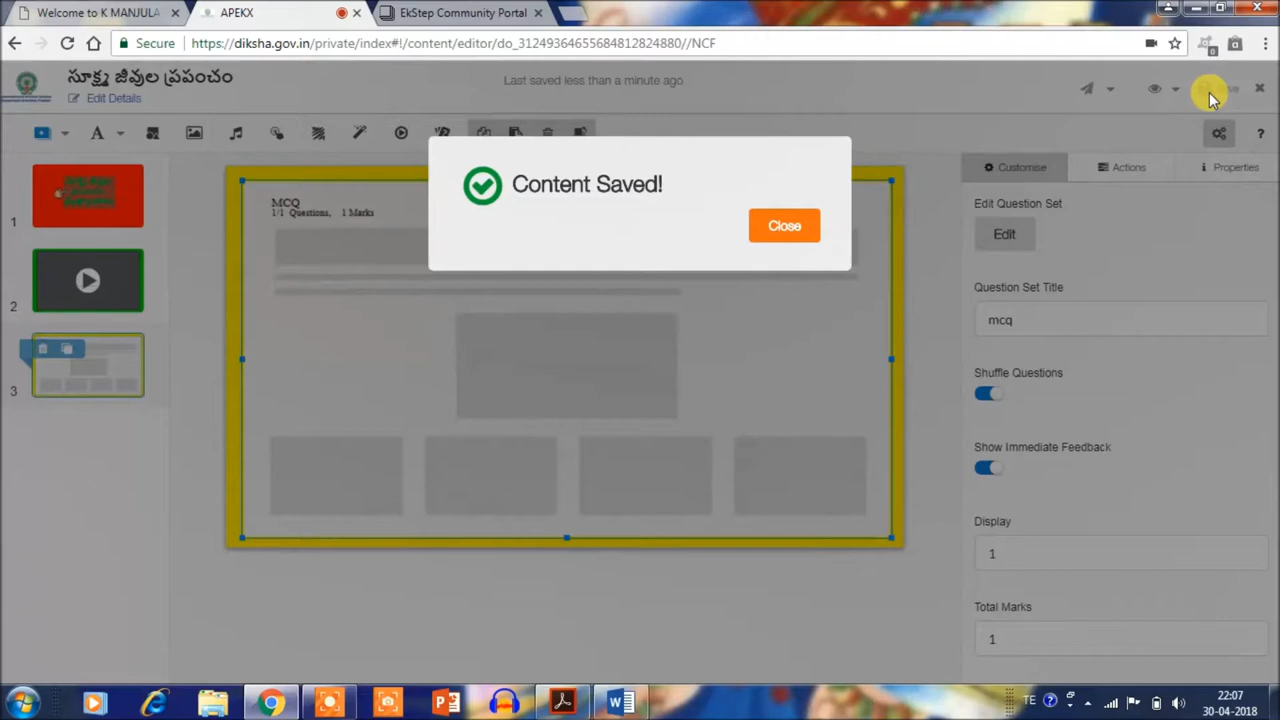 Welcome to K MANJULA
APEKX
EkStep Community Portal
Secure
https://diksha.gov.in/private/index#!/content/editor/do_31249364655684812824880//NCF
సూక్ష్మ జీవుల ప్రపంచం
Edit Details
Last saved less than a minute ago
Customise
Actions
Properties
1
2
3
MCQ
1/1 Questions, 1 Marks
Content Saved!
Close
Edit Question Set
Edit
Question Set Title
mcq
Shuffle Questions
Show Immediate Feedback
Display
1
Total Marks
1
TE
22:07
30-04-2018